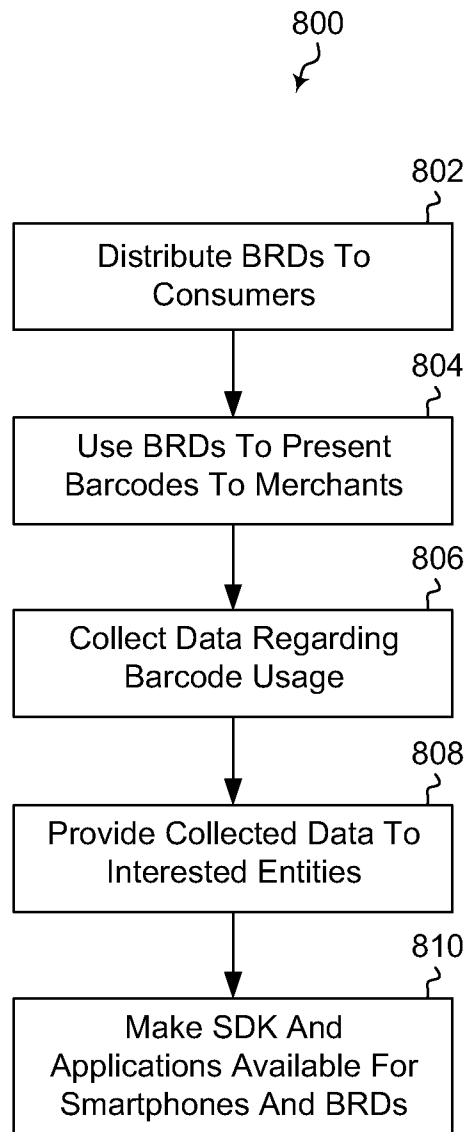 800
802
Distribute BRDs To
Consumers
804
Use BRDs To Present
Barcodes To Merchants
806
Collect Data Regarding
Barcode Usage
808
Provide Collected Data To
Interested Entities
810
Make SDK And
Applications Available For
Smartphones And BRDs